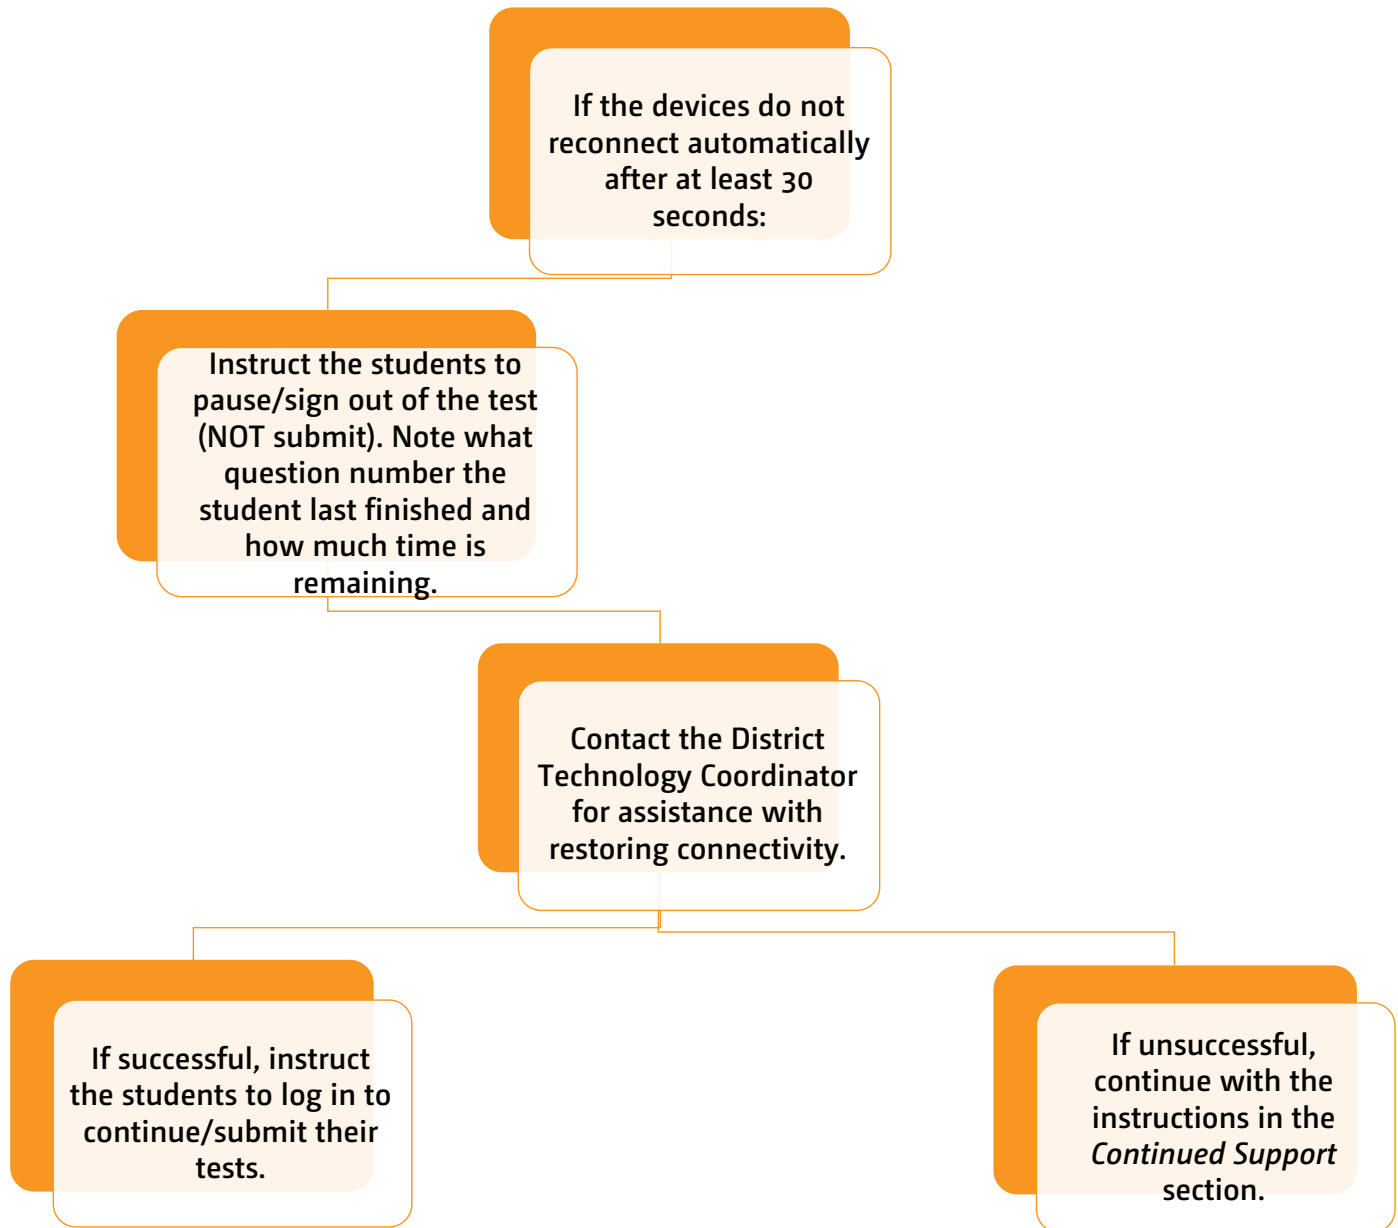 If the devices do not
reconnect automatically
after at least 30
seconds:
Instruct the students to
pause/sign out of the test
(NOT submit). Note what
question number the
student last finished and
how much time is
remaining.
Contact the District
Technology Coordinator
for assistance with
restoring connectivity.
If successful, instruct
the students to log in to
continue/submit their
tests.
If unsuccessful,
continue with the
instructions in the
Continued Support
section.